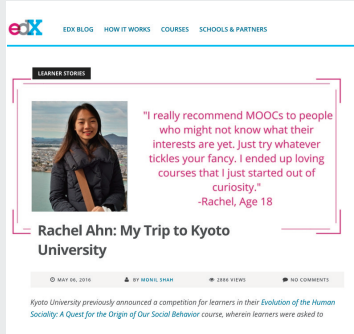 edX
EDX BLOG HOW IT WORKS COURSES SCHOOLS & PARTNERS
LEARNER STORIES
"I really recommend MOOCs to people
who might not know what their
interests are yet. Just try whatever
tickles your fancy. I ended up loving
courses that I just started out of
curiosity."
-Rachel, Age 18
Rachel Ahn: My Trip to Kyoto
University
MAY 06, 2016 BY MONIL SHAH 2886 VIEWS NO COMMENTS
Kyoto University previously announced a competition for learners in their Evolution of the Human
Sociality: A Quest for the Origin of Our Social Behavior course, wherein learners were asked to